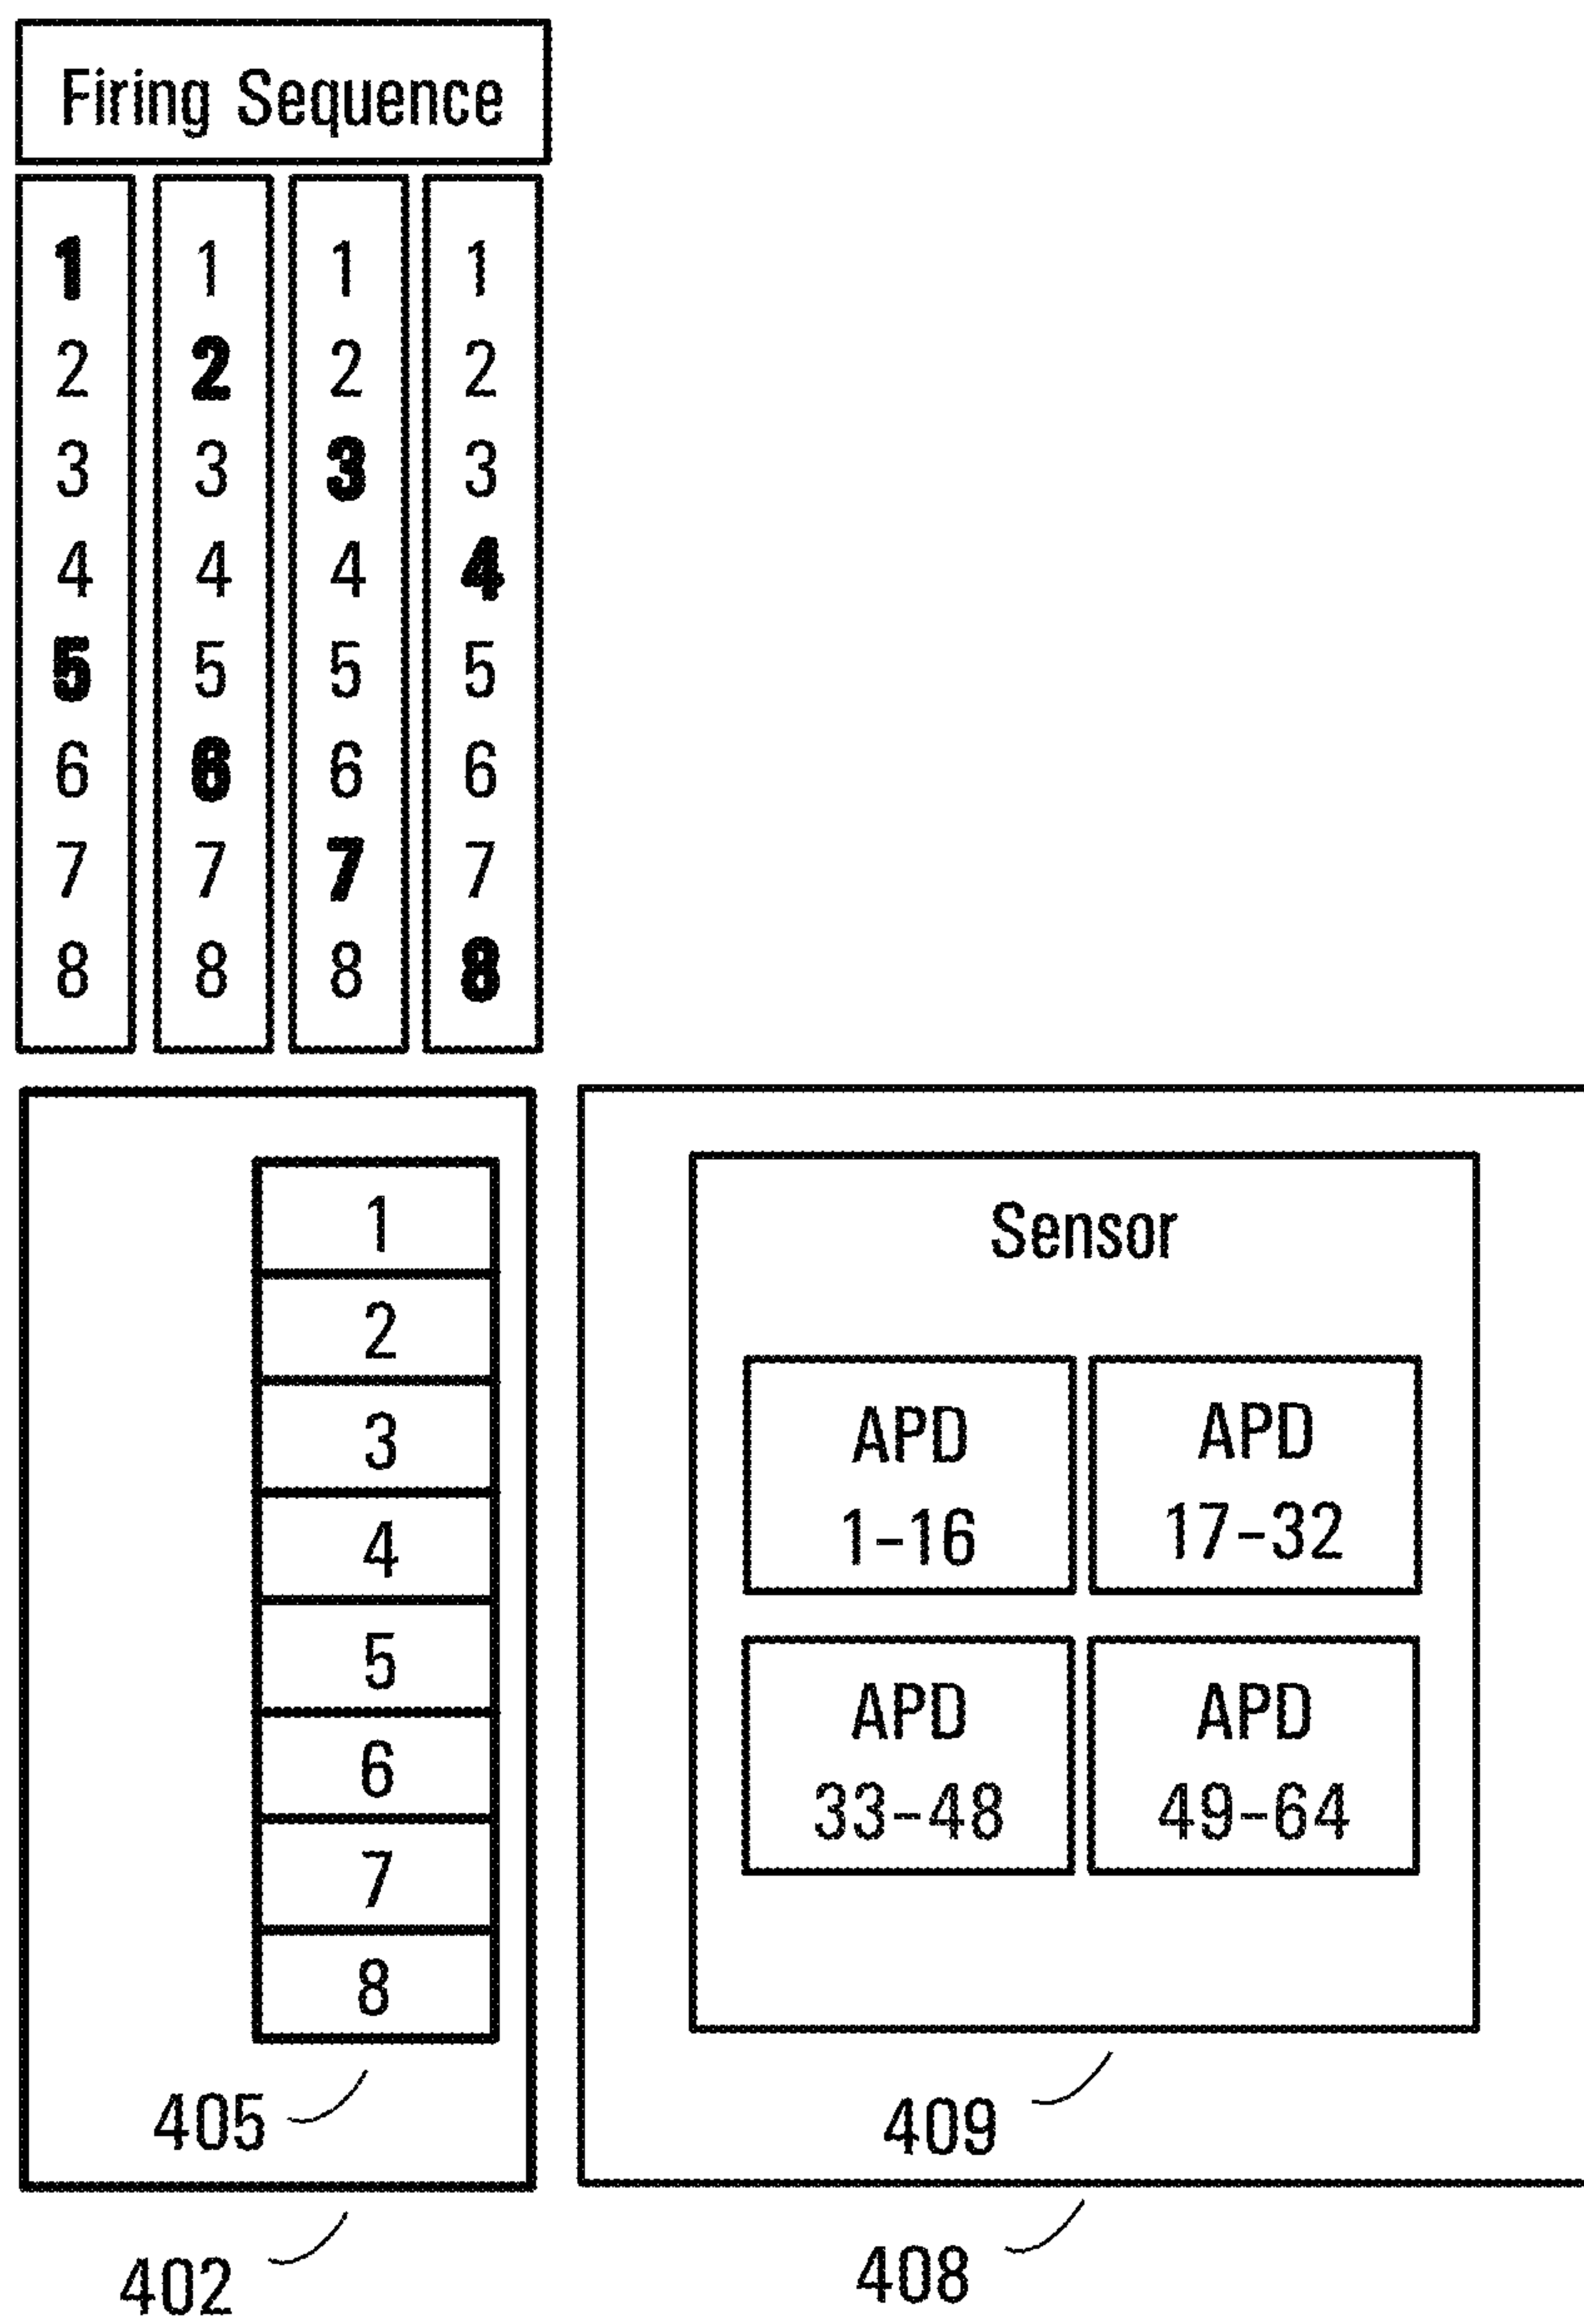 Firing Sequence
1 1 1 1
2 2 2 2
3 3 3 3
4 4 4 4
5 5 5 5
6 6 6 6
7 7 7 7
8 8 8 8
1
2
3
4
5
6
7
8
405
402
Sensor
APD
1-16
APD
17-32
APD
33-48
APD
49-64
409
408